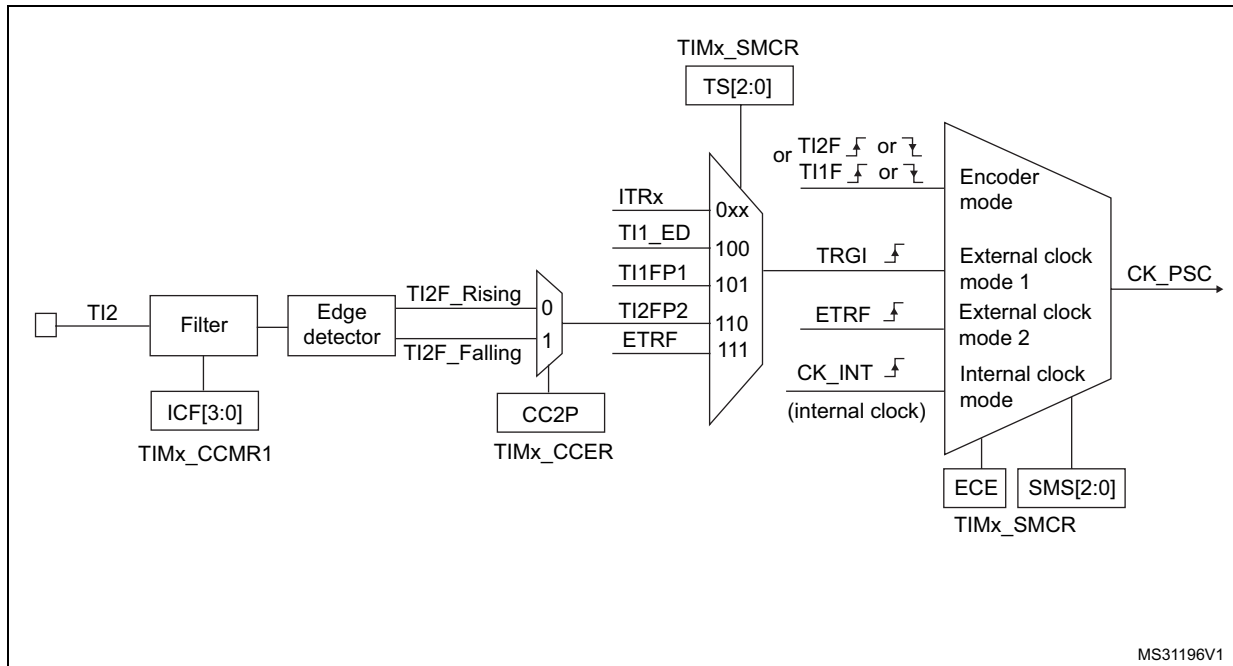 TIMx_SMCR
TS[2:0]
or TI2F or
TI1F or
Encoder
mode
ITRx
0xx
TI1_ED
100
TRGI
External clock
mode 1
CK_PSC
TI1FP1
101
TI2F_Rising
0
TI2FP2
110
ETRF
External clock
mode 2
TI2
Filter
Edge
detector
1
ETRF
111
TI2F_Falling
CK_INT
Internal clock
mode
(internal clock)
ICF[3:0]
CC2P
TIMx_CCMR1
TIMx_CCER
ECE
SMS[2:0]
TIMx_SMCR
MS31196V1